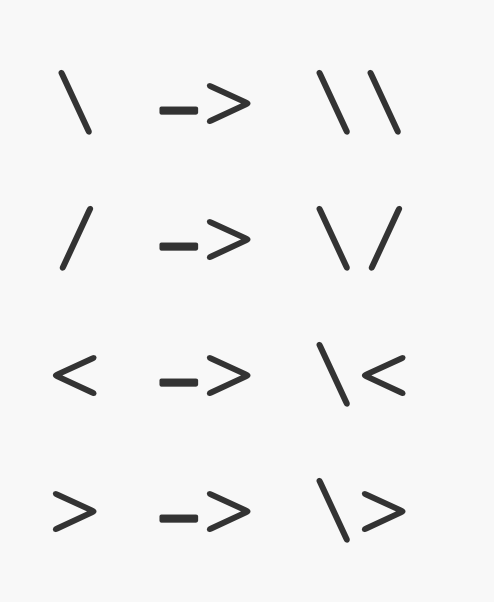 \ -> \\
/ -> \/
< -> \<
> -> \>